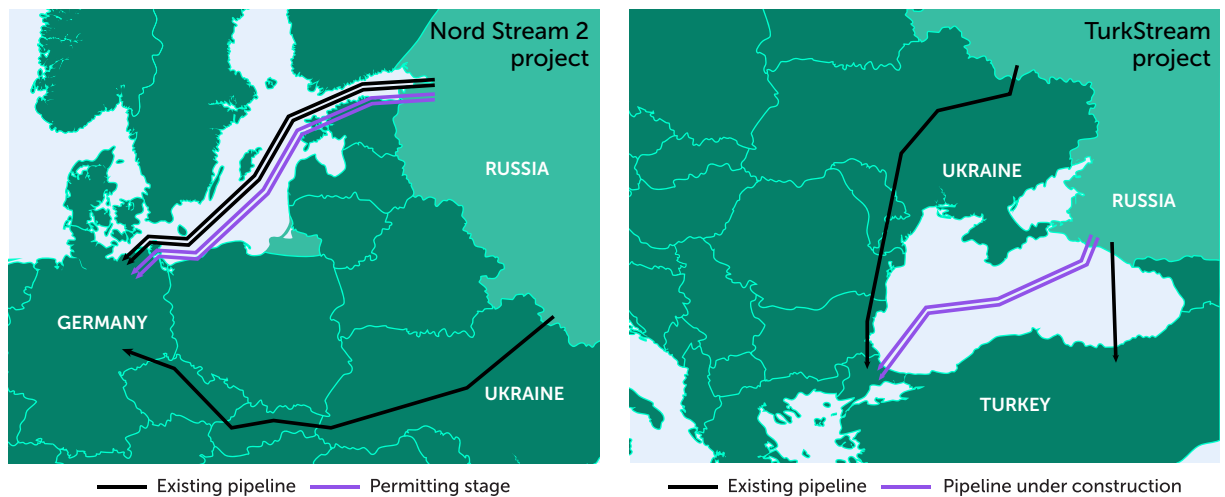 Nord Stream 2
project
RUSSIA
GERMANY
UKRAINE
Existing pipeline
Permitting stage
TurkStream
project
UKRAINE
RUSSIA
TURKEY
Existing pipeline
Pipeline under construction